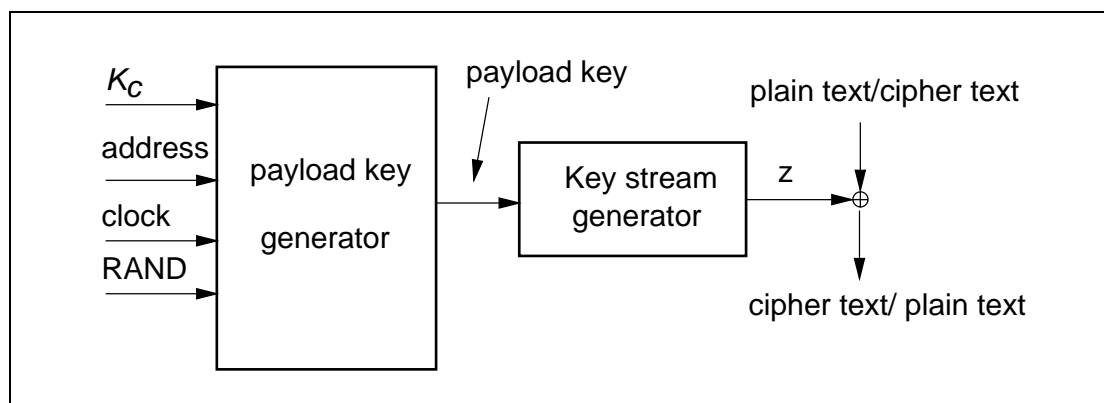 Kc
address
clock
RAND
payload key
generator
payload key
Key stream
generator
z
plain text/cipher text
cipher text/ plain text